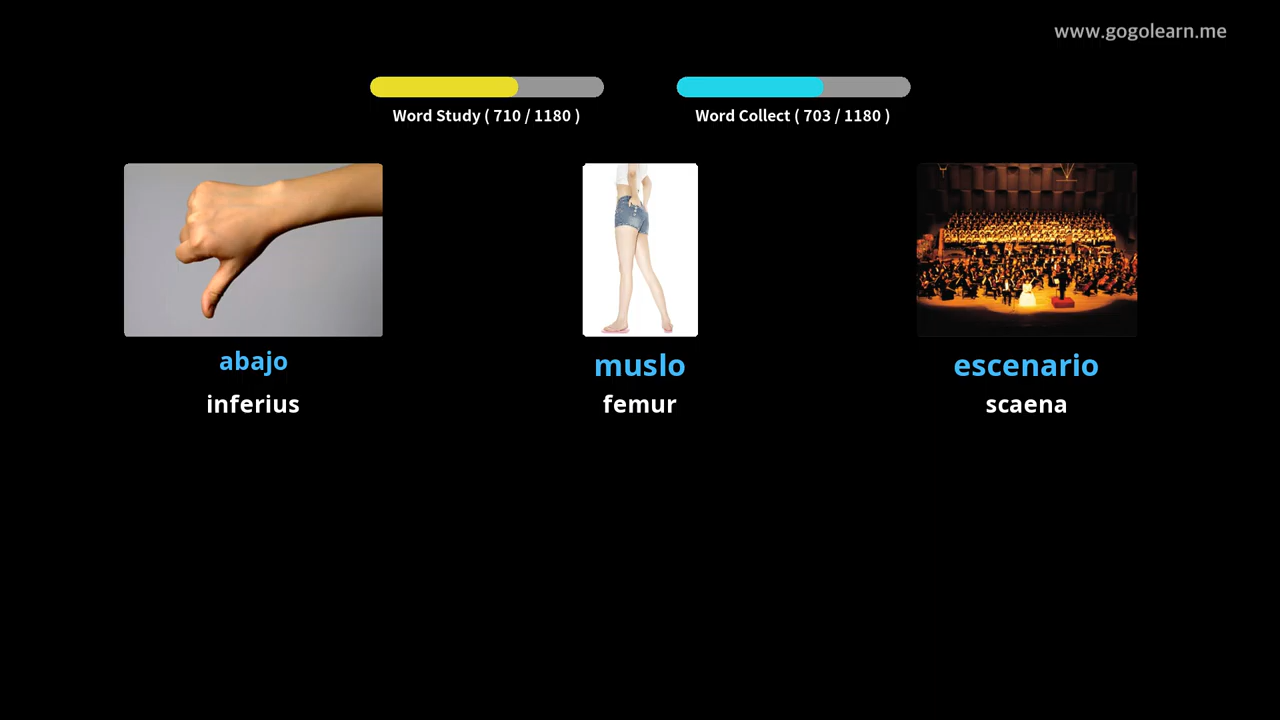 www.gogolearn.me
Word Study ( 710 / 1180 )
Word Collect ( 703 / 1180 )
abajo
inferius
muslo
femur
escenario
scaena